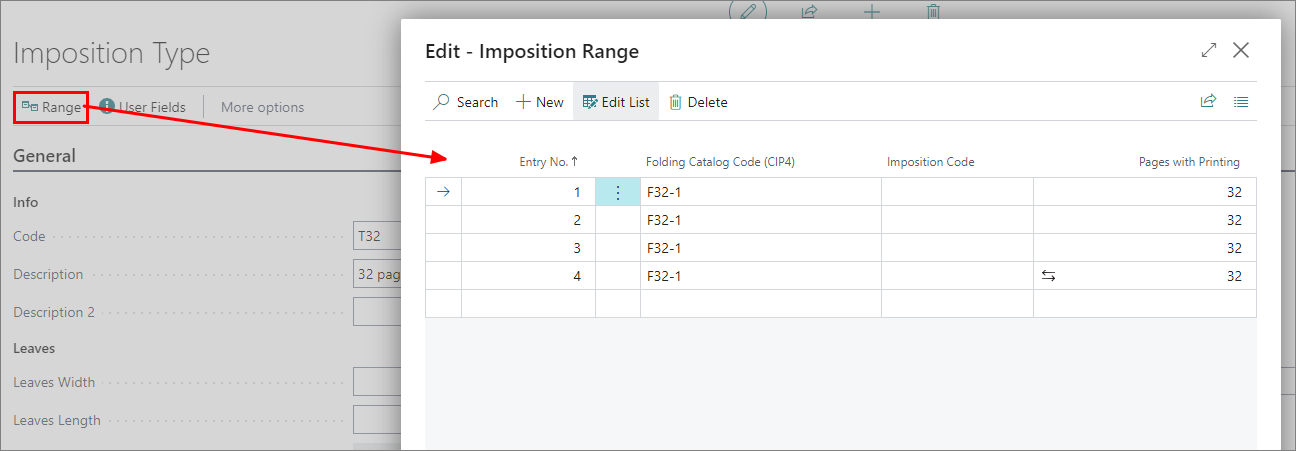 Imposition Type
Range User Fields More options
General
Info
Code T32
Description 32 pag
Description 2
Leaves
Leaves Width
Leaves Length
Edit - Imposition Range
Search New Edit List Delete
Entry No. ↑ Folding Catalog Code (CIP4) Imposition Code Pages with Printing
1 F32-1 32
2 F32-1 32
3 F32-1 32
4 F32-1 32